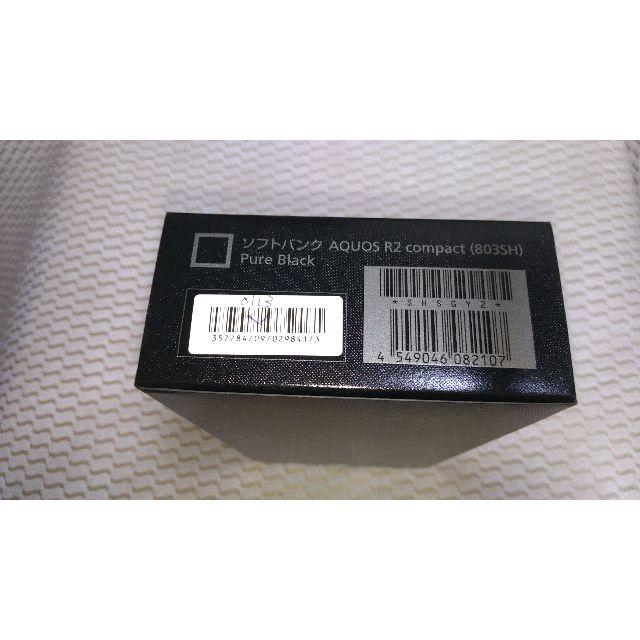 ソフトバンク AQUOS R2 compact (803SH)
Pure Black
*SHSGY2*
4 549046 082107
357784/09/029841/3